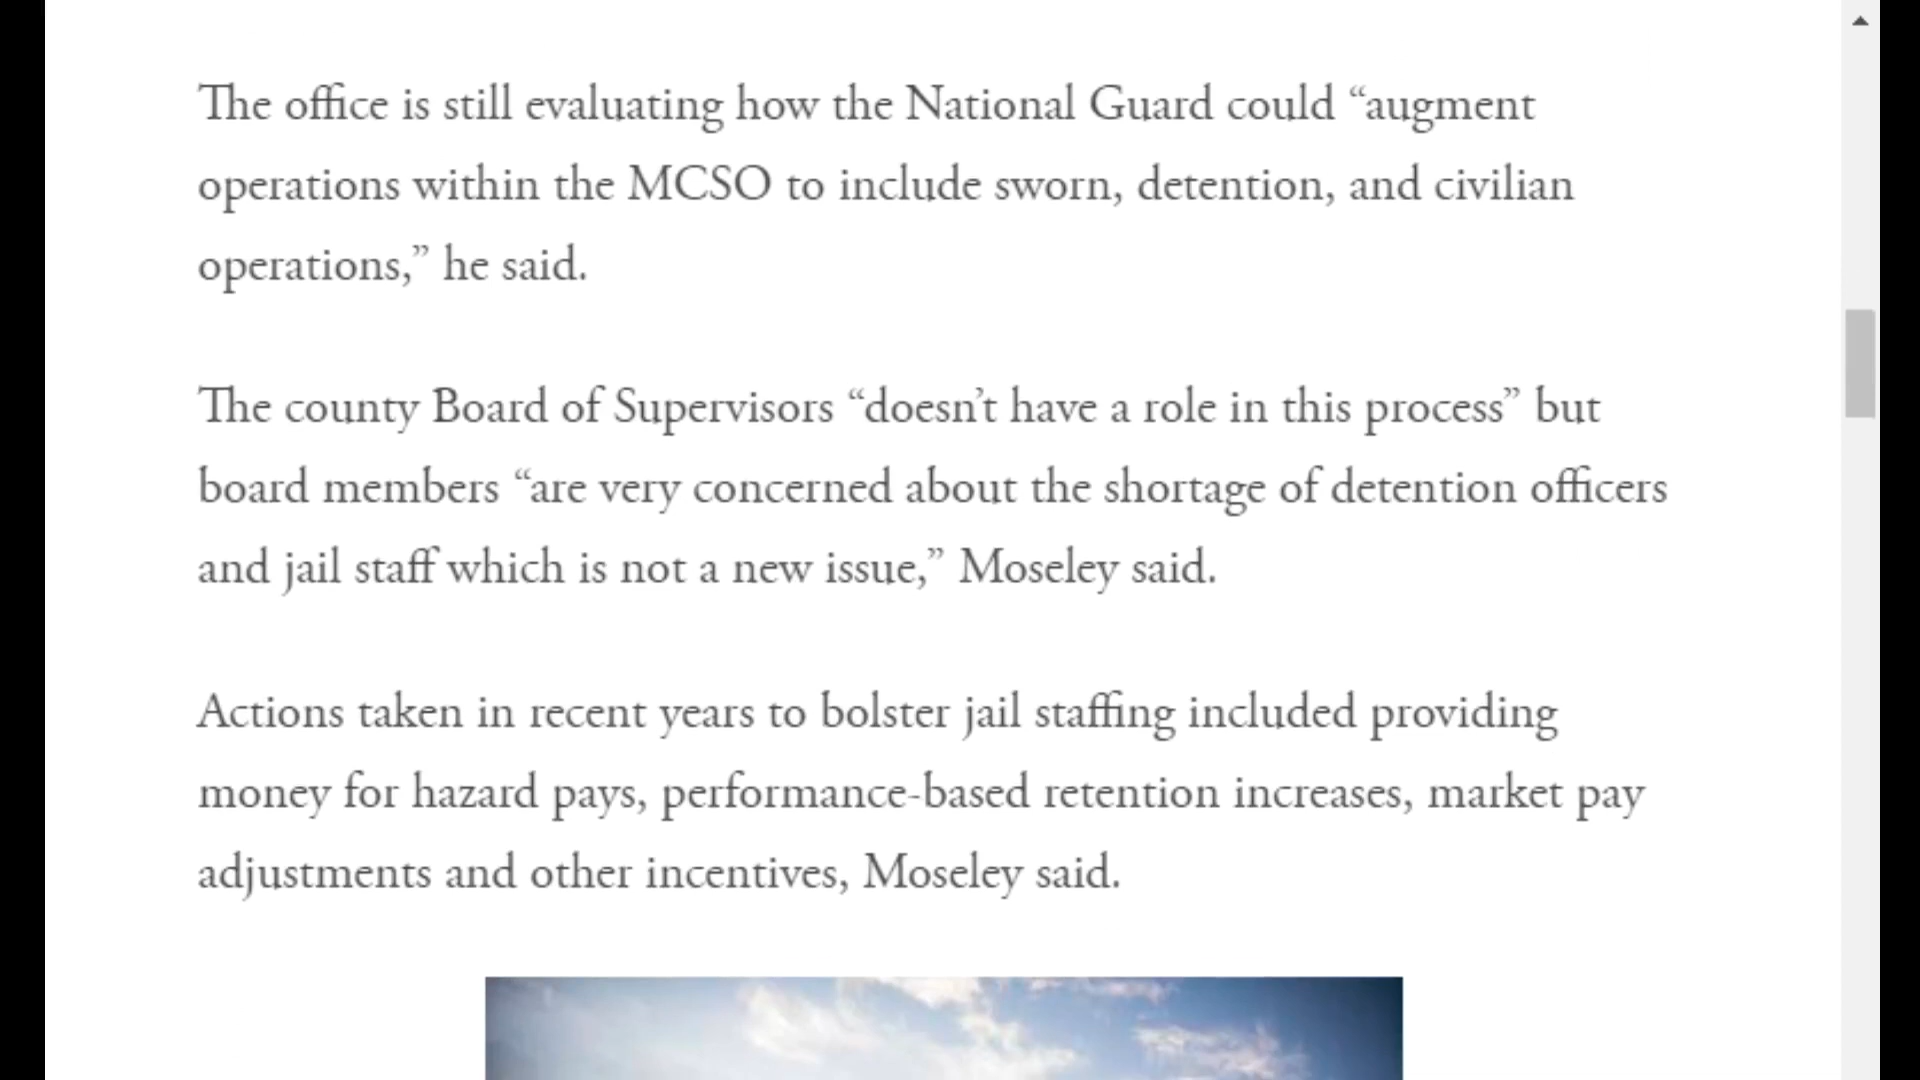 The office is still evaluating how the National Guard could “augment
operations within the MCSO to include sworn, detention, and civilian
operations,” he said.
The county Board of Supervisors “doesn’t have a role in this process” but
board members “are very concerned about the shortage of detention officers
and jail staff which is not a new issue,” Moseley said.
Actions taken in recent years to bolster jail staffing included providing
money for hazard pays, performance-based retention increases, market pay
adjustments and other incentives, Moseley said.